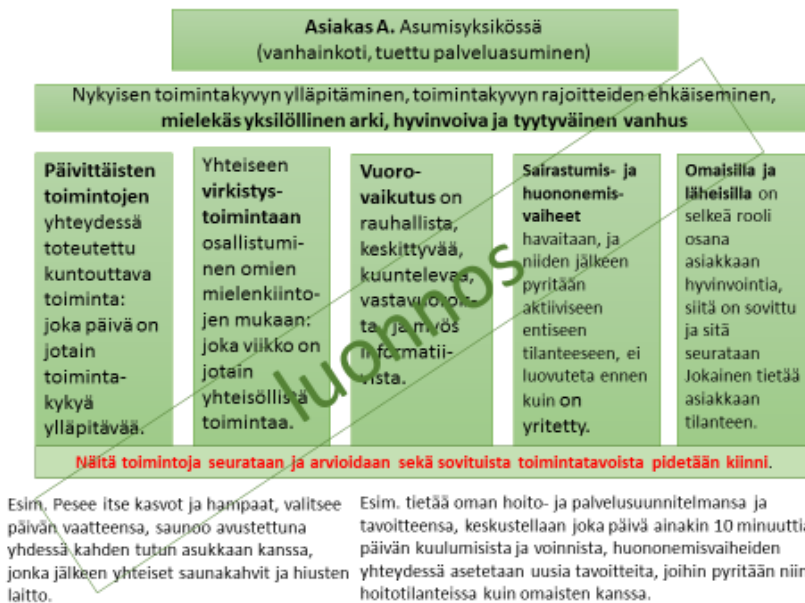 Asiakas A. Asumisyksikössä
(vanhainkoti, tuettu palveluasuminen)
Nykyisen toimintakyvyn ylläpitäminen, toimintakyvyn rajoitteiden ehkäiseminen,
mielekäs yksilöllinen arki, hyvinvoiva ja tyytyväinen vanhus
Päivittäisten
toimintojen
yhteydessä
toteutettu
kuntouttava
toiminta:
joka päivä on
jotain
toiminta-
kykyä
ylläpitävää.
Yhteiseen
virkistys-
toimintaan
osallistumi-
nen omien
mielenkiinto-
jen mukaan:
joka viikko on
jotain
yhteisöllistä
toimintaa.
Vuoro-
vaikutus on
rauhallista,
keskittyvää,
kuuntelevaa,
vastavuorois-
ta, ja myös
informatii-
vista.
Sairastumis- ja
huononemis-
vaiheet
havaitaan, ja
niiden jälkeen
pyritään
aktiiviseen
entiseen
tilanteeseen, ei
luovuteta ennen
kuin on
yritetty.
Omaisilla ja
läheisillä on
selkeä rooli
osana
asiakkaan
hyvinvointia,
siitä on sovittu
ja sitä
seurataan
Jokainen tietää
asiakkaan
tilanteen.
luonnos
Näitä toimintoja seurataan ja arvioidaan sekä sovituista toimintatavoista pidetään kiinni.
Esim. Pesee itse kasvot ja hampaat, valitsee
päivän vaatteensa, saunoo avustettuna
yhdessä kahden tutun asukkaan kanssa,
jonka jälkeen yhteiset saunakahvit ja hiusten
laitto.
Esim. tietää oman hoito- ja palvelusuunnitelmansa ja
tavoitteensa, keskustellaan joka päivä ainakin 10 minuuttia
päivän kuulumisista ja voinnista, huononemisvaiheiden
yhteydessä asetetaan uusia tavoitteita, joihin pyritään niin
hoitotilanteissa kuin omaisten kanssa.